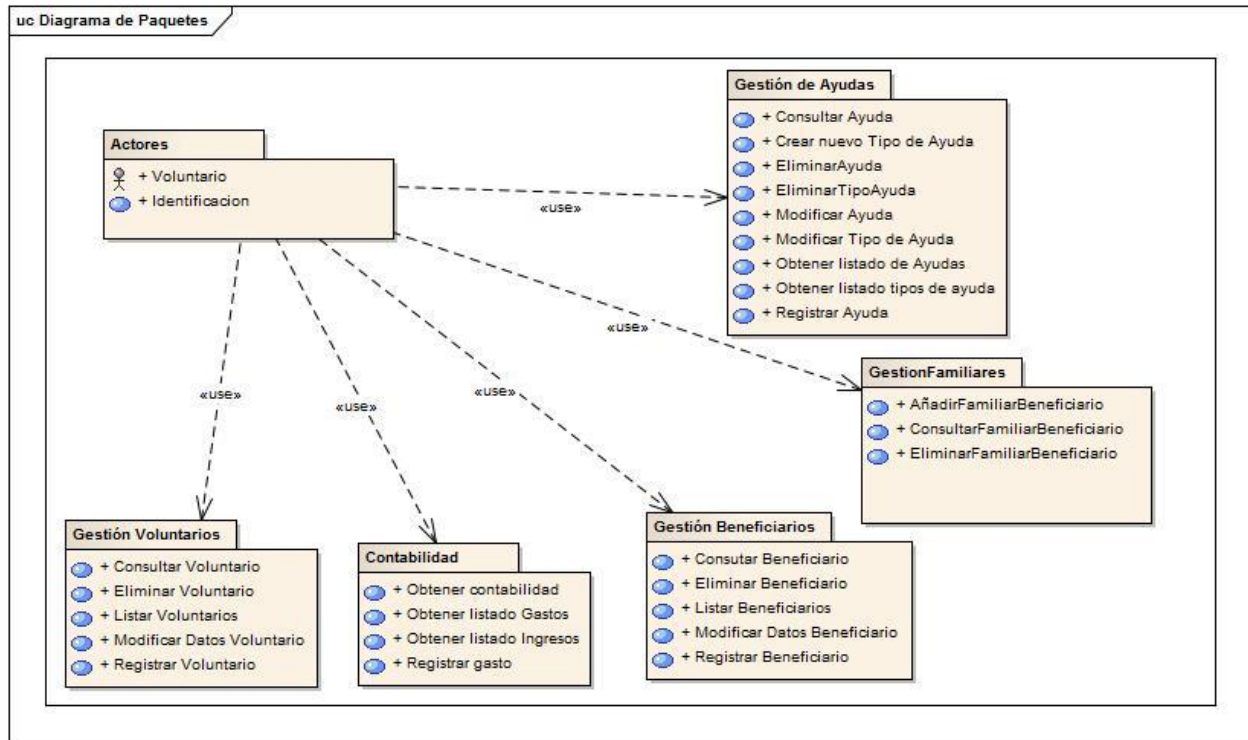 uc Diagrama de Paquetes
Actores
+ Voluntario
+ Identificacion
Gestión de Ayudas
+ Consultar Ayuda
+ Crear nuevo Tipo de Ayuda
+ EliminarAyuda
+ EliminarTipoAyuda
+ Modificar Ayuda
+ Modificar Tipo de Ayuda
+ Obtener listado de Ayudas
+ Obtener listado tipos de ayuda
+ Registrar Ayuda
«use»
«use»
«use»
«use»
«use»
GestionFamiliares
+ AñadirFamiliarBeneficiario
+ ConsultarFamiliarBeneficiario
+ EliminarFamiliarBeneficiario
Gestión Voluntarios
+ Consultar Voluntario
+ Eliminar Voluntario
+ Listar Voluntarios
+ Modificar Datos Voluntario
+ Registrar Voluntario
Contabilidad
+ Obtener contabilidad
+ Obtener listado Gastos
+ Obtener listado Ingresos
+ Registrar gasto
Gestión Beneficiarios
+ Consutar Beneficiario
+ Eliminar Beneficiario
+ Listar Beneficiarios
+ Modificar Datos Beneficiario
+ Registrar Beneficiario